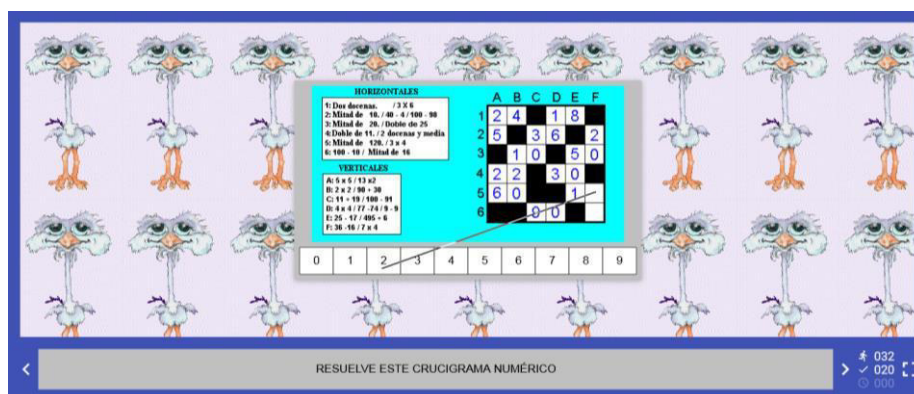 HORIZONTALES
1: Dos docenas. / 3 X 6
2: Mitad de 10. / 40 - 4 / 100 - 98
3: Mitad de 20. / Doble de 25
4: Doble de 11. / 2 docenas y media
5: Mitad de 120. / 3 x 4
6: 100 - 10 / Mitad de 16
VERTICALES
A: 5 x 5 / 13 x2
B: 2 x 2 / 90 + 30
C: 11 + 19 / 100 - 91
D: 4 x 4 / 77 -74 / 9 - 9
E: 25 - 17 / 495 + 6
F: 36 -16 / 7 x 4
A B C D E F
1 2 4 1 8
2 5 3 6 2
3 1 0 5 0
4 2 2 3 0
5 6 0 1
6 0 0
0 1 2 3 4 5 6 7 8 9
RESUELVE ESTE CRUCIGRAMA NUMÉRICO
032
020
000